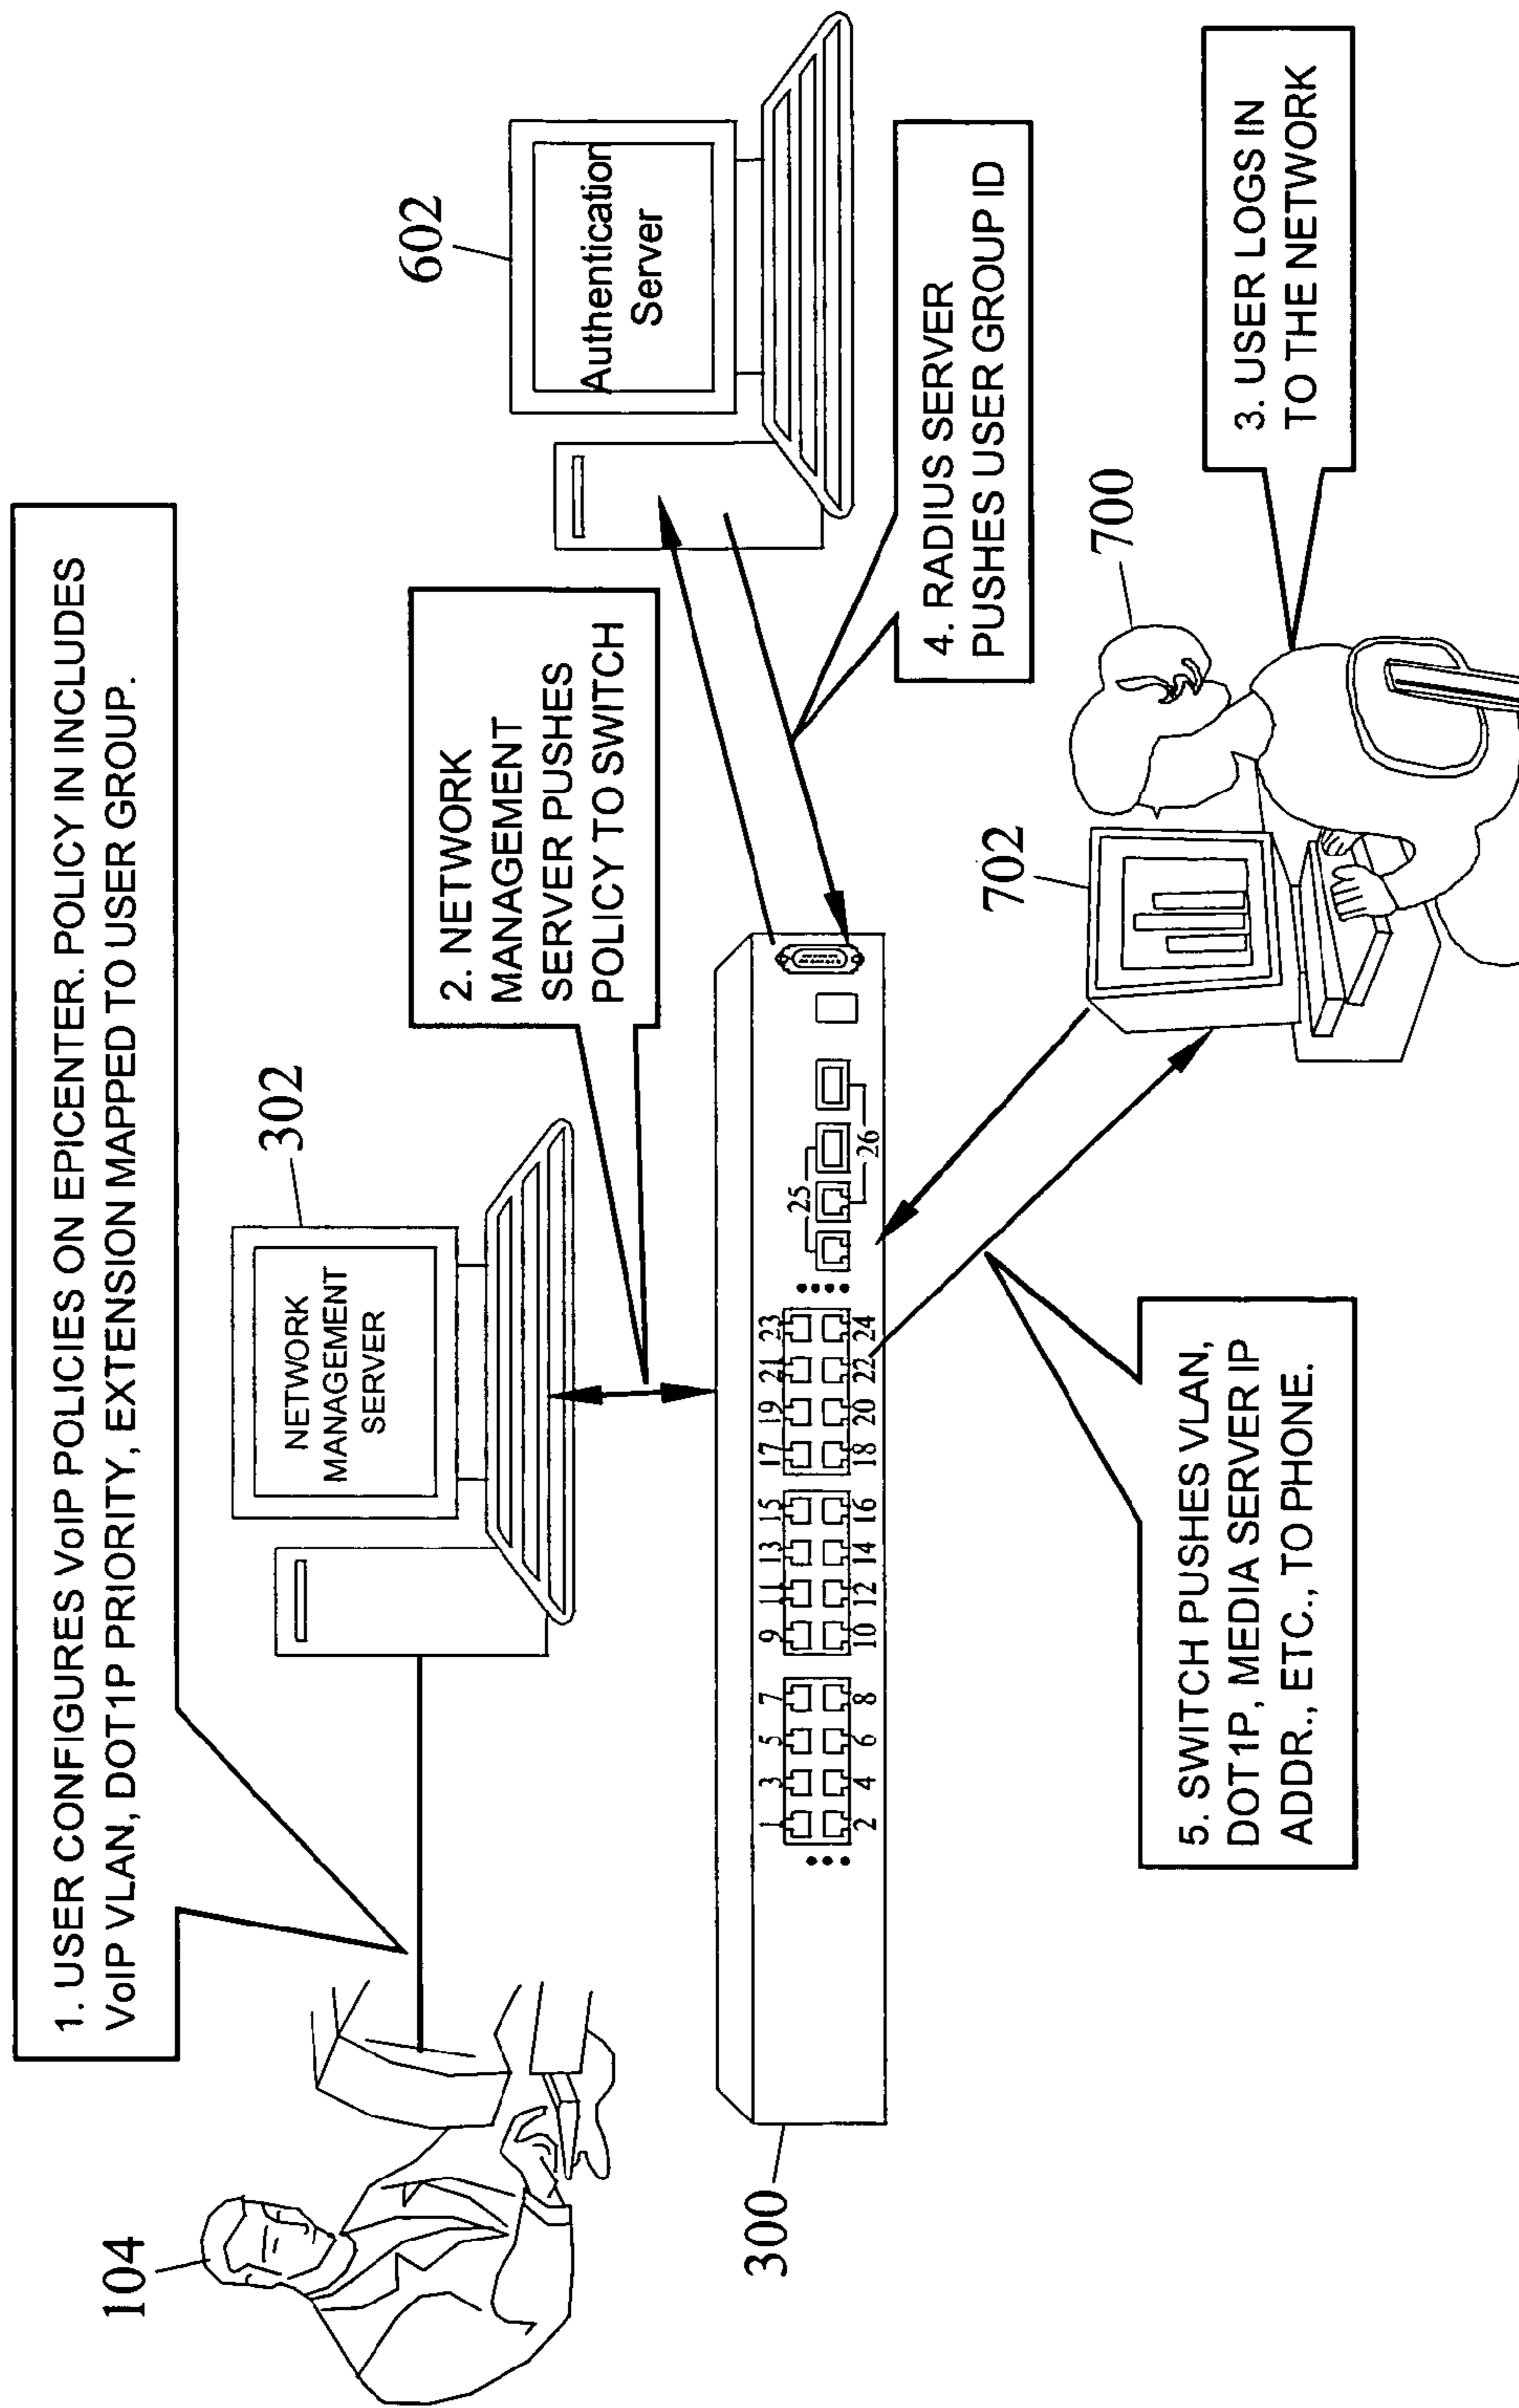 1. USER CONFIGURES VoIP POLICIES ON EPICENTER. POLICY IN INCLUDES
VoIP VLAN, DOT1P PRIORITY, EXTENSION MAPPED TO USER GROUP.
104
302
NETWORK
MANAGEMENT
SERVER
2. NETWORK
MANAGEMENT
SERVER PUSHES
POLICY TO SWITCH
602
Authentication
Server
4. RADIUS SERVER
PUSHES USER GROUP ID
300
1 3 5 7 9 11 13 15 17 19 21 23
25
2 4 6 8 10 12 14 16 18 20 22 24
26
702
700
3. USER LOGS IN
TO THE NETWORK
5. SWITCH PUSHES VLAN,
DOT1P, MEDIA SERVER IP
ADDR., ETC., TO PHONE.